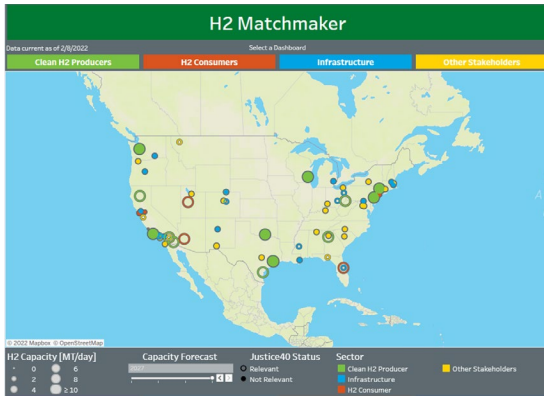 H2 Matchmaker
Data current as of 2/8/2022
Select a Dashboard
Clean H2 Producers
H2 Consumers
Infrastructure
Other Stakeholders
© 2022 Mapbox © OpenStreetMap
H2 Capacity [MT/day]
0
6
2
8
4
≥ 10
Capacity Forecast
2027
Justice40 Status
Relevant
Not Relevant
Sector
Clean H2 Producer
Infrastructure
H2 Consumer
Other Stakeholders